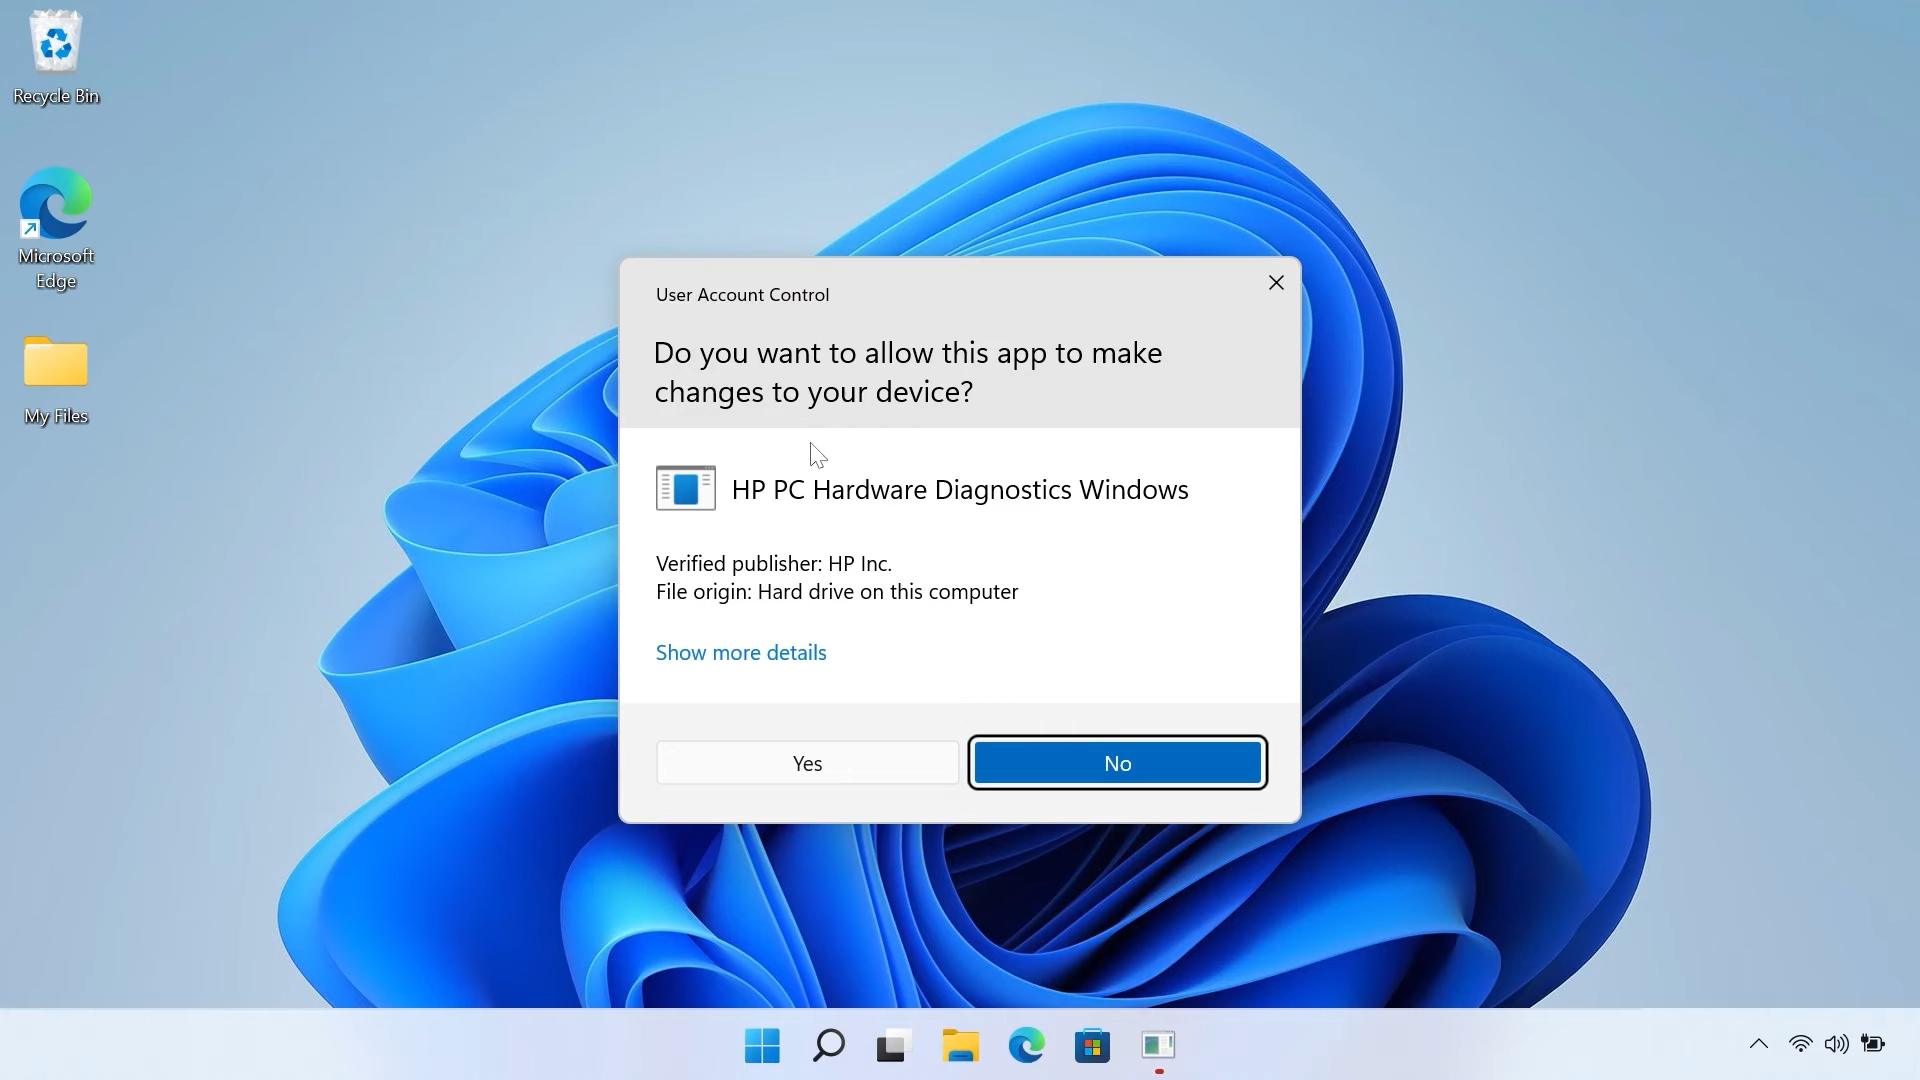 Recycle Bin
Microsoft
Edge
My Files
User Account Control
Do you want to allow this app to make
changes to your device?
HP PC Hardware Diagnostics Windows
Verified publisher: HP Inc.
File origin: Hard drive on this computer
Show more details
Yes
No